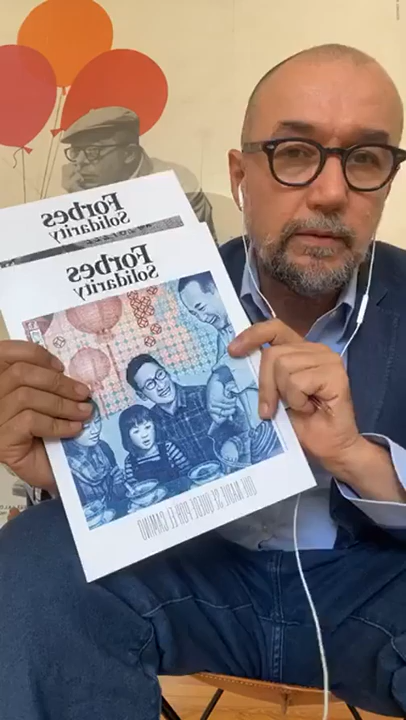 Forbes
Solidarity
Forbes
Solidarity
QUE NADIE SE QUEDE POR EL CAMINO